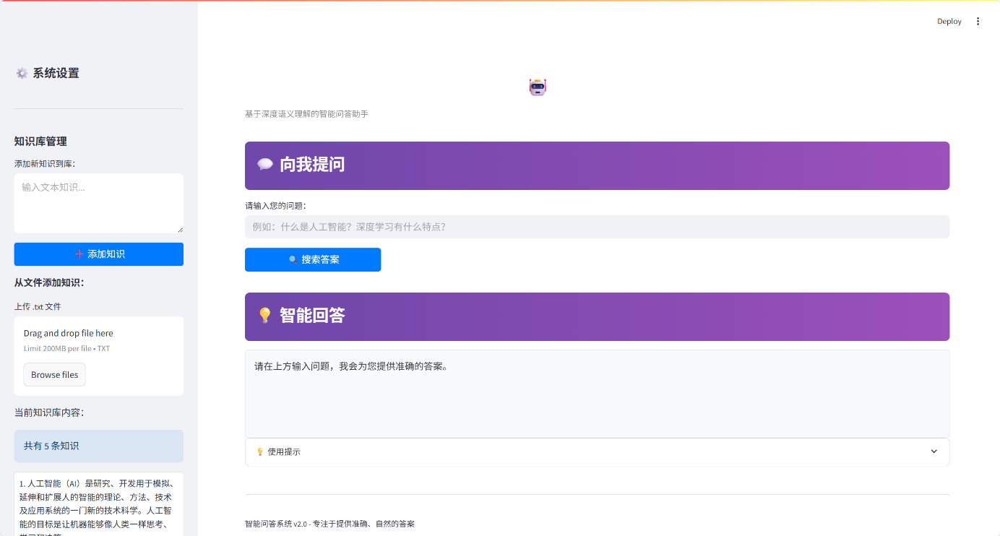 Deploy
系统设置
知识库管理
添加新知识到库：
输入文本知识...
添加知识
从文件添加知识：
上传 .txt 文件
Drag and drop file here
Limit 200MB per file • TXT
Browse files
当前知识库内容：
共有 5 条知识
1. 人工智能（AI）是研究、开发用于模拟、
延伸和扩展人的智能的理论、方法、技术
及应用系统的一门新的技术科学。人工智
能的目标是让机器能够像人类一样思考、
基于深度语义理解的智能问答助手
向我提问
请输入您的问题：
例如：什么是人工智能？深度学习有什么特点？
搜索答案
智能回答
请在上方输入问题，我会为您提供准确的答案。
使用提示
智能问答系统 v2.0 - 专注于提供准确、自然的答案